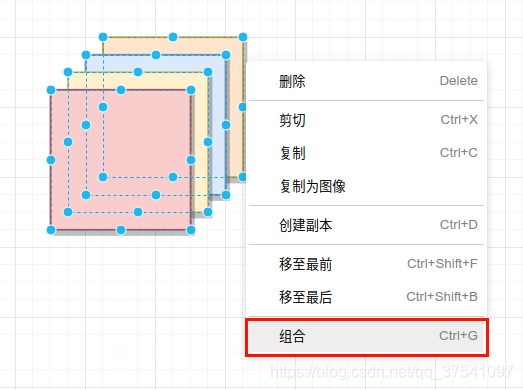 删除 Delete
剪切 Ctrl+X
复制 Ctrl+C
复制为图像
创建副本 Ctrl+D
移至最前 Ctrl+Shift+F
移至最后 Ctrl+Shift+B
组合 Ctrl+G
https://blog.csdn.net/qq_37541097